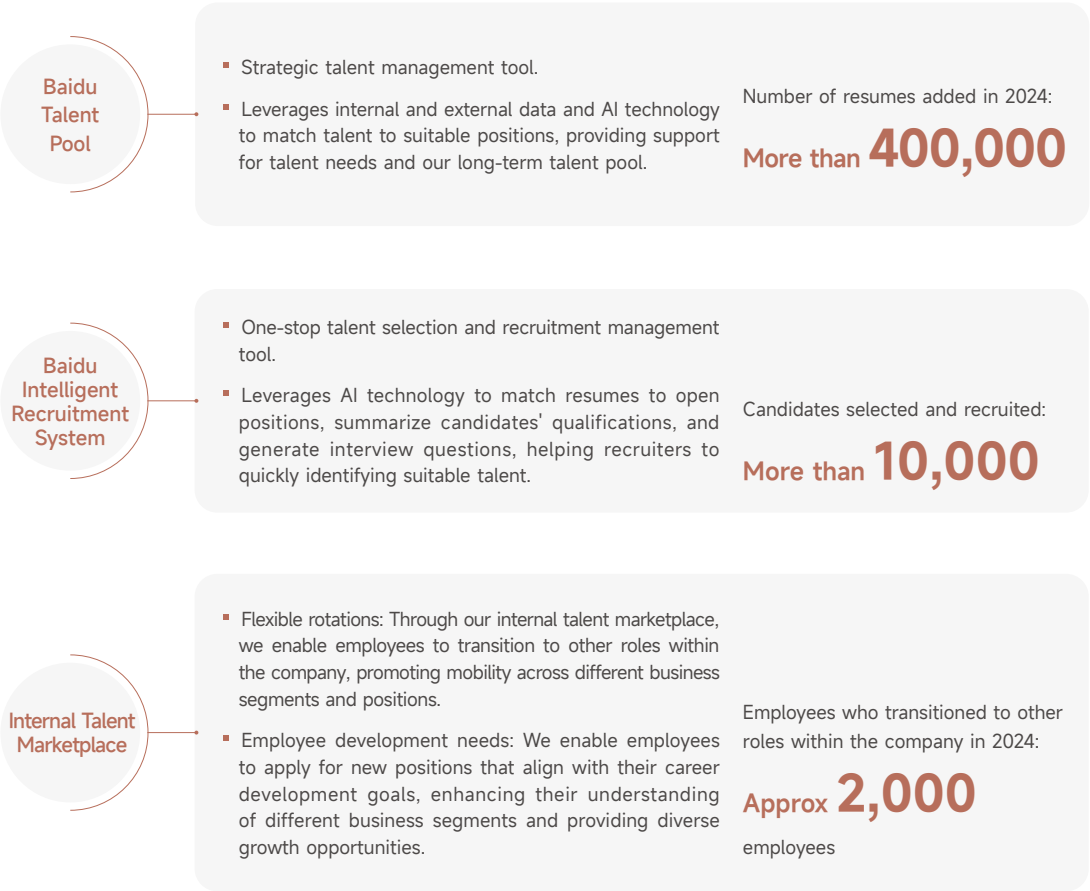 Baidu
Talent
Pool
Strategic talent management tool.
Leverages internal and external data and AI technology
to match talent to suitable positions, providing support
for talent needs and our long-term talent pool.
Number of resumes added in 2024:
More than 400,000
Baidu
Intelligent
Recruitment
System
One-stop talent selection and recruitment management
tool.
Leverages AI technology to match resumes to open
positions, summarize candidates' qualifications, and
generate interview questions, helping recruiters to
quickly identifying suitable talent.
Candidates selected and recruited:
More than 10,000
Internal Talent
Marketplace
Flexible rotations: Through our internal talent marketplace,
we enable employees to transition to other roles within
the company, promoting mobility across different business
segments and positions.
Employee development needs: We enable employees
to apply for new positions that align with their career
development goals, enhancing their understanding
of different business segments and providing diverse
growth opportunities.
Employees who transitioned to other
roles within the company in 2024:
Approx 2,000
employees